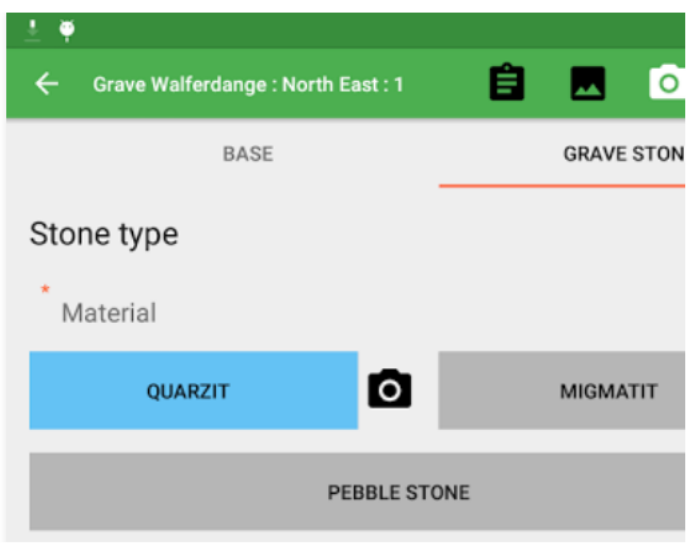 Grave Walferdange : North East : 1
BASE GRAVE STON
Stone type
*
Material
QUARZIT MIGMATIT
PEBBLE STONE